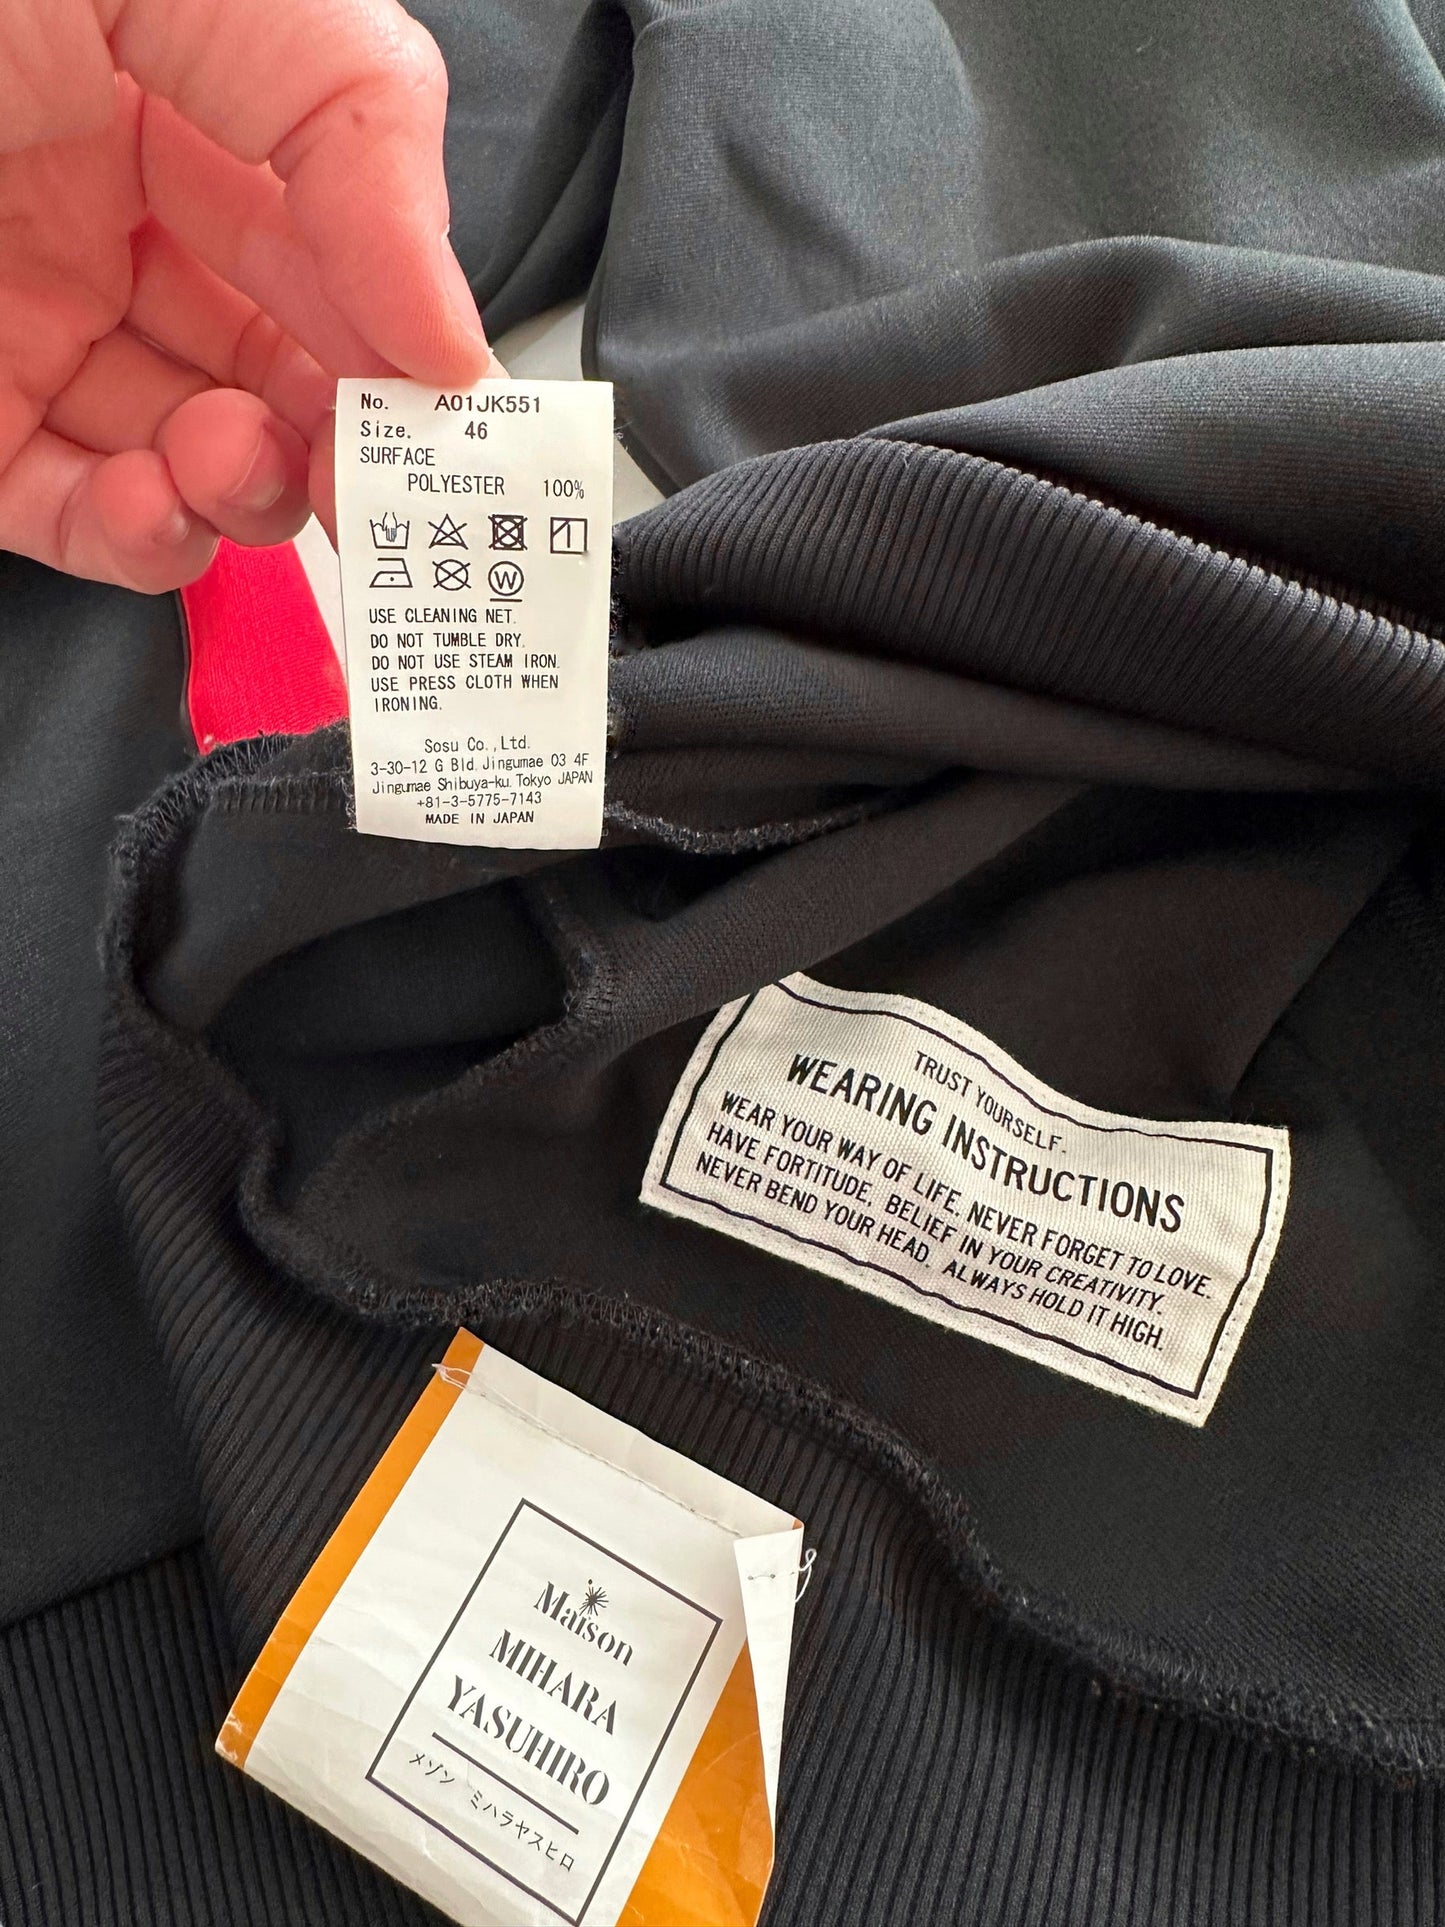 No. A01JK551
Size. 46
SURFACE
POLYESTER 100%
W
USE CLEANING NET.
DO NOT TUMBLE DRY.
DO NOT USE STEAM IRON.
USE PRESS CLOTH WHEN
IRONING.
Sosu Co.,Ltd.
3-30-12 G Bld. Jingumae 03 4F
Jingumae Shibuya-ku. Tokyo JAPAN
+81-3-5775-7143
MADE IN JAPAN
TRUST YOURSELF.
WEARING INSTRUCTIONS
WEAR YOUR WAY OF LIFE. NEVER FORGET TO LOVE.
HAVE FORTITUDE. BELIEF IN YOUR CREATIVITY.
NEVER BEND YOUR HEAD. ALWAYS HOLD IT HIGH.
Maison
MIHARA
YASUHIRO
メゾン ミハラヤスヒロ